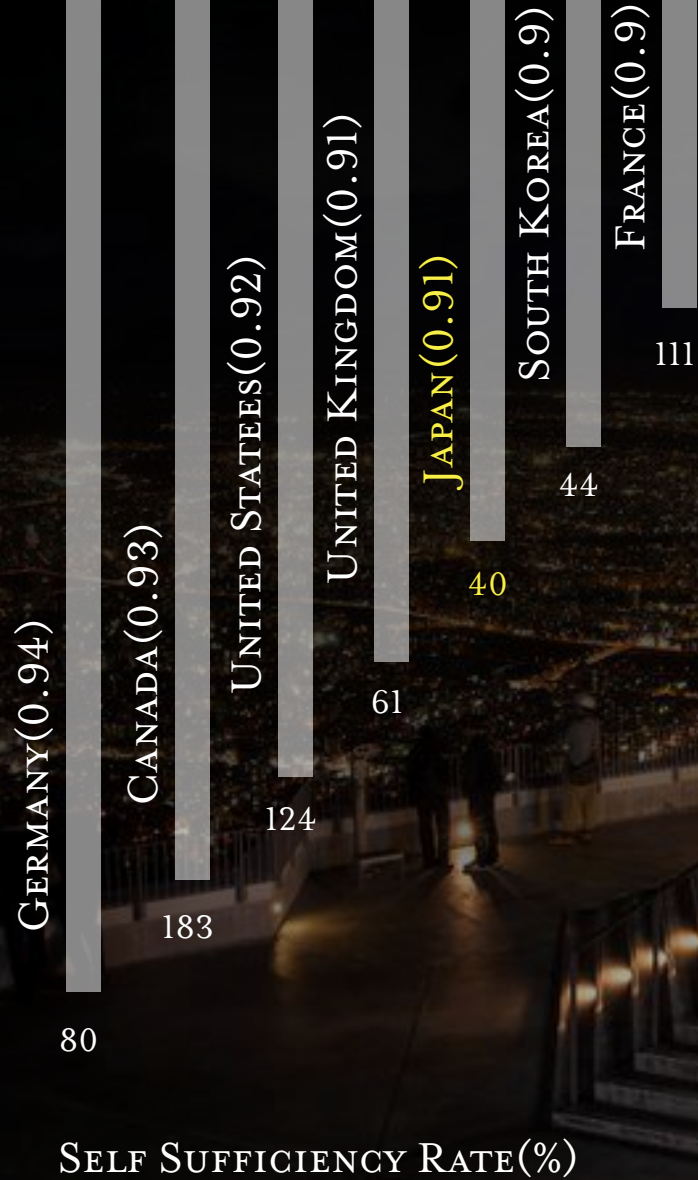 GERMANY(0.94)
80
CANADA(0.93)
183
UNITED STATEES(0.92)
124
UNITED KINGDOM(0.91)
61
JAPAN(0.91)
40
SOUTH KOREA(0.9)
44
FRANCE(0.9)
111
SELF SUFFICIENCY RATE(%)